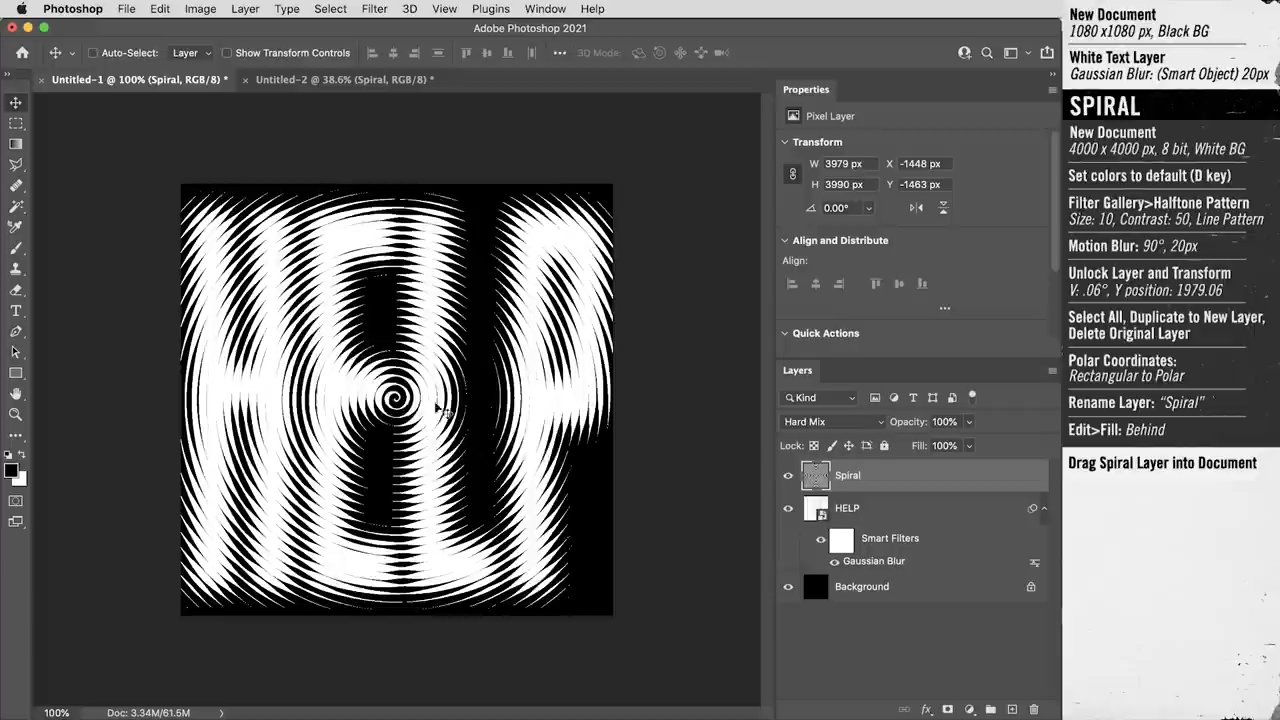 Photoshop File Edit Image Layer Type Select Filter 3D View Plugins Window Help
Adobe Photoshop 2021
Auto-Select: Layer Show Transform Controls 3D Mode:
Untitled-1 @ 100% (Spiral, RGB/8) * Untitled-2 @ 38.6% (Spiral, RGB/8) *
Properties
Pixel Layer
Transform
W 3979 px X -1448 px
H 3990 px Y -1463 px
0.00°
Align and Distribute
Align:
Quick Actions
Layers
Kind
Hard Mix Opacity: 100%
Lock: Fill: 100%
Spiral
HELP
Smart Filters
Gaussian Blur
Background
100% Doc: 3.34M/61.5M
HELP
New Document
1080 x1080 px, Black BG
White Text Layer
Gaussian Blur: (Smart Object) 20px
SPIRAL
New Document
4000 x 4000 px, 8 bit, White BG
Set colors to default (D key)
Filter Gallery>Halftone Pattern
Size: 10, Contrast: 50, Line Pattern
Motion Blur: 90°, 20px
Unlock Layer and Transform
V: .06°, Y position: 1979.06
Select All, Duplicate to New Layer,
Delete Original Layer
Polar Coordinates:
Rectangular to Polar
Rename Layer: “Spiral”
Edit>Fill: Behind
Drag Spiral Layer into Document